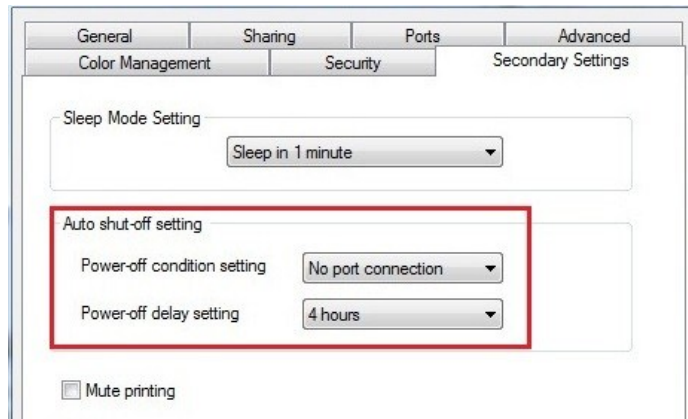 General Sharing Ports Advanced
Color Management Security Secondary Settings
Sleep Mode Setting
Sleep in 1 minute
Auto shut-off setting
Power-off condition setting No port connection
Power-off delay setting 4 hours
Mute printing